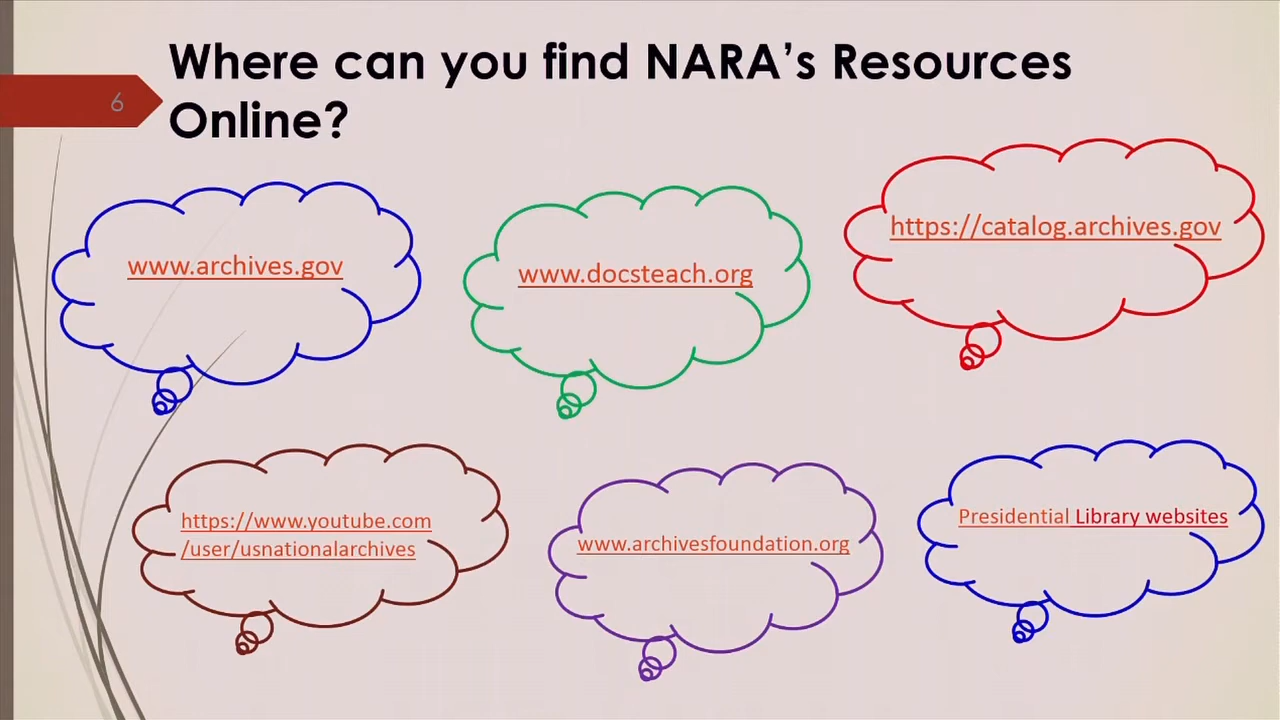 Where can you find NARA’s Resources
Online?
6
www.archives.gov
www.docsteach.org
https://catalog.archives.gov
https://www.youtube.com
/user/usnationalarchives
www.archivesfoundation.org
Presidential Library websites